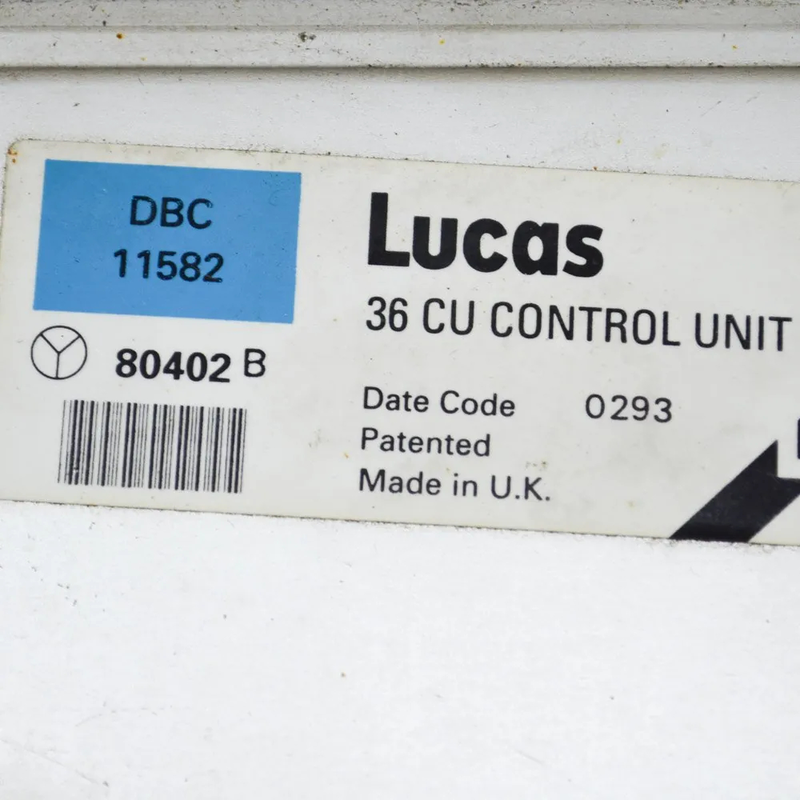 DBC
11582
80402 B
Lucas
36 CU CONTROL UNIT
Date Code 0293
Patented
Made in U.K.